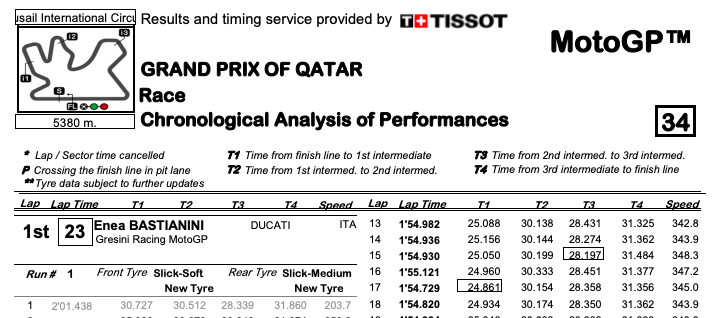 usail International Circu
I1
I2
I3
S
FL
5380 m.
Results and timing service provided by TISSOT
MotoGP™
GRAND PRIX OF QATAR
Race
Chronological Analysis of Performances
34
* Lap / Sector time cancelled
P Crossing the finish line in pit lane
**Tyre data subject to further updates
T1 Time from finish line to 1st intermediate
T2 Time from 1st intermed. to 2nd intermed.
T3 Time from 2nd intermed. to 3rd intermed.
T4 Time from 3rd intermediate to finish line
Lap Lap Time T1 T2 T3 T4 Speed
1st 23 Enea BASTIANINI DUCATI ITA
Gresini Racing MotoGP
Run # 1 Front Tyre Slick-Soft Rear Tyre Slick-Medium
New Tyre New Tyre
1 2'01.438 30.727 30.512 28.339 31.860 203.7
Lap Lap Time T1 T2 T3 T4 Speed
13 1'54.982 25.088 30.138 28.431 31.325 342.8
14 1'54.936 25.156 30.144 28.274 31.362 343.9
15 1'54.930 25.050 30.199 28.197 31.484 348.3
16 1'55.121 24.960 30.333 28.451 31.377 347.2
17 1'54.729 24.861 30.154 28.358 31.356 345.0
18 1'54.820 24.934 30.174 28.350 31.362 343.9